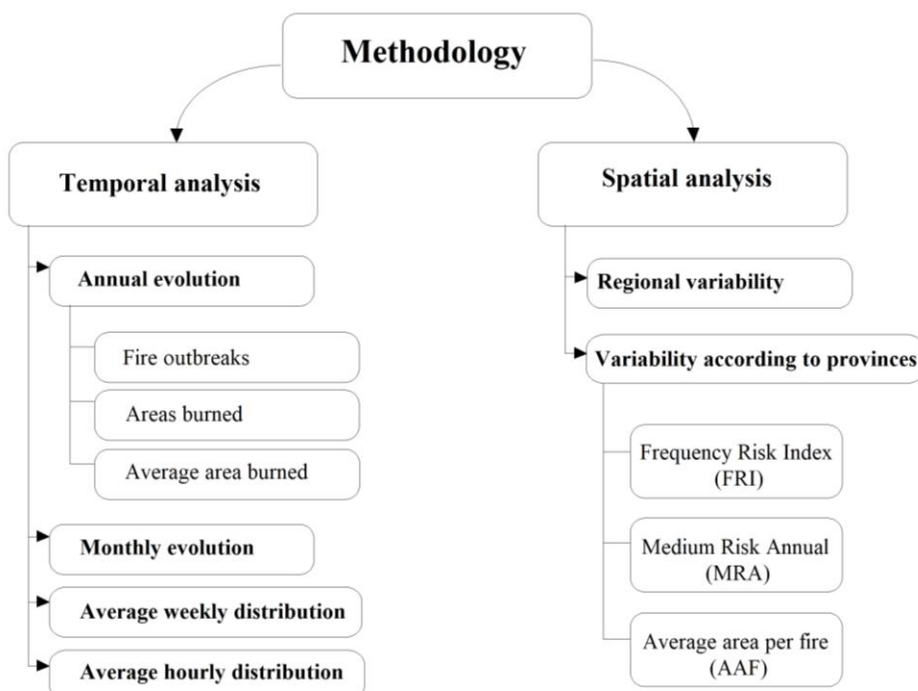 Methodology
Temporal analysis
Annual evolution
Fire outbreaks
Areas burned
Average area burned
Monthly evolution
Average weekly distribution
Average hourly distribution
Spatial analysis
Regional variability
Variability according to provinces
Frequency Risk Index
(FRI)
Medium Risk Annual
(MRA)
Average area per fire
(AAF)